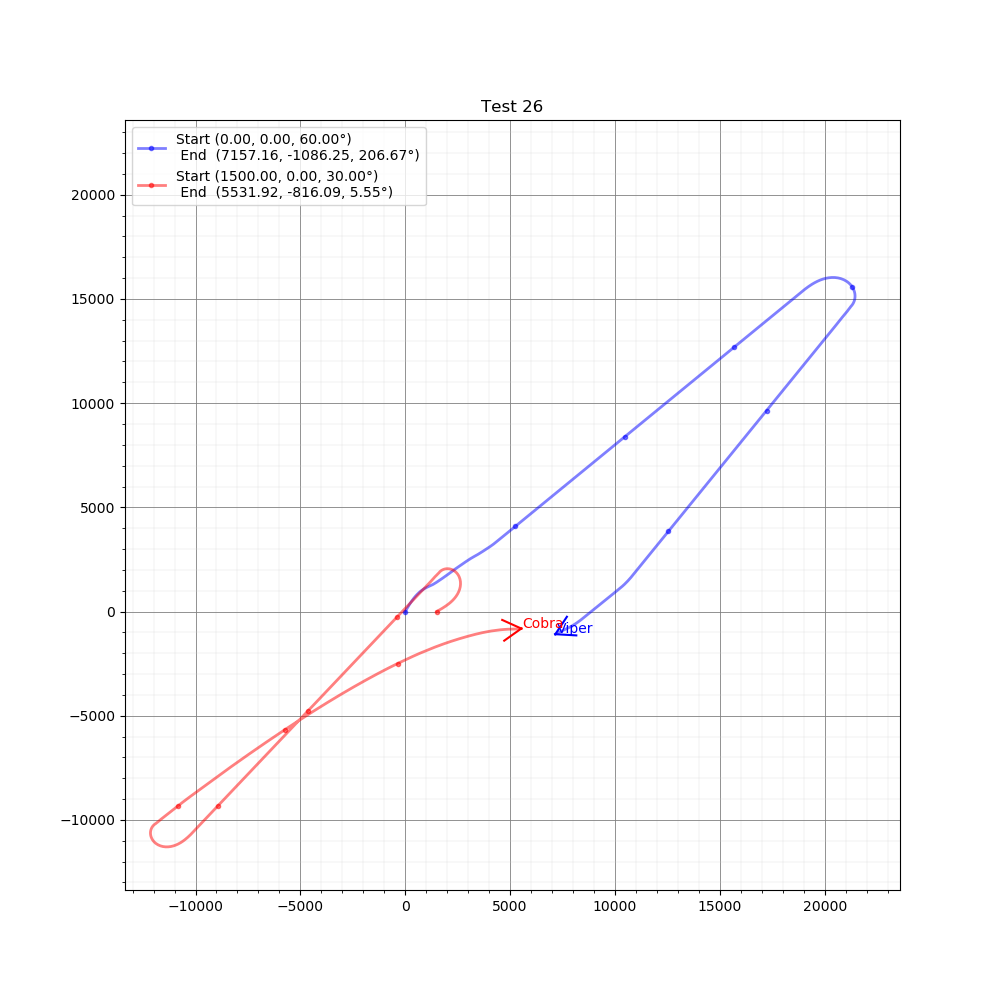 Test 26
Start (0.00, 0.00, 60.00°)
End (7157.16, -1086.25, 206.67°)
Start (1500.00, 0.00, 30.00°)
End (5531.92, -816.09, 5.55°)
20000
15000
10000
5000
0
−5000
−10000
Cobra
Viper
−10000 −5000 0 5000 10000 15000 20000